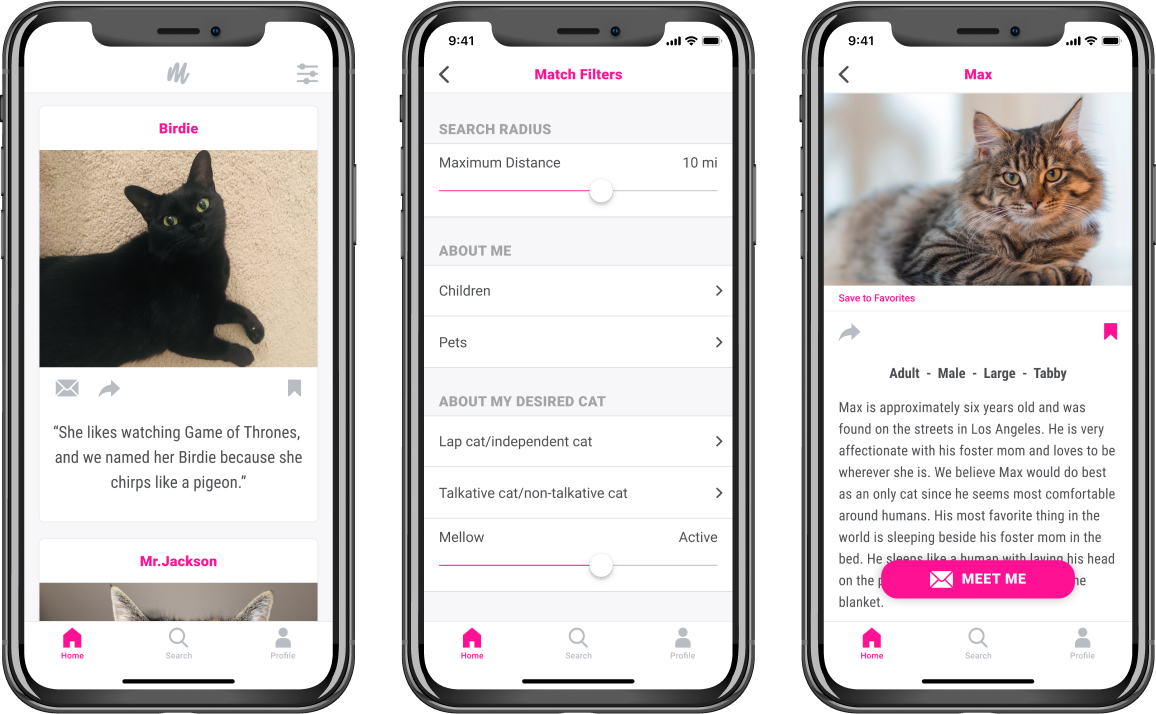 M
Birdie
“She likes watching Game of Thrones,
and we named her Birdie because she
chirps like a pigeon.”
Mr.Jackson
Home
Search
Profile
9:41
Match Filters
SEARCH RADIUS
Maximum Distance 10 mi
ABOUT ME
Children
Pets
ABOUT MY DESIRED CAT
Lap cat/independent cat
Talkative cat/non-talkative cat
Mellow Active
Home
Search
Profile
9:41
Max
Save to Favorites
Adult - Male - Large - Tabby
Max is approximately six years old and was
found on the streets in Los Angeles. He is very
affectionate with his foster mom and loves to be
wherever she is. We believe Max would do best
as an only cat since he seems most comfortable
around humans. His most favorite thing in the
world is sleeping beside his foster mom in the
bed. He sleeps like a human with laying his head
on the
blanket.
MEET ME
Home
Search
Profile